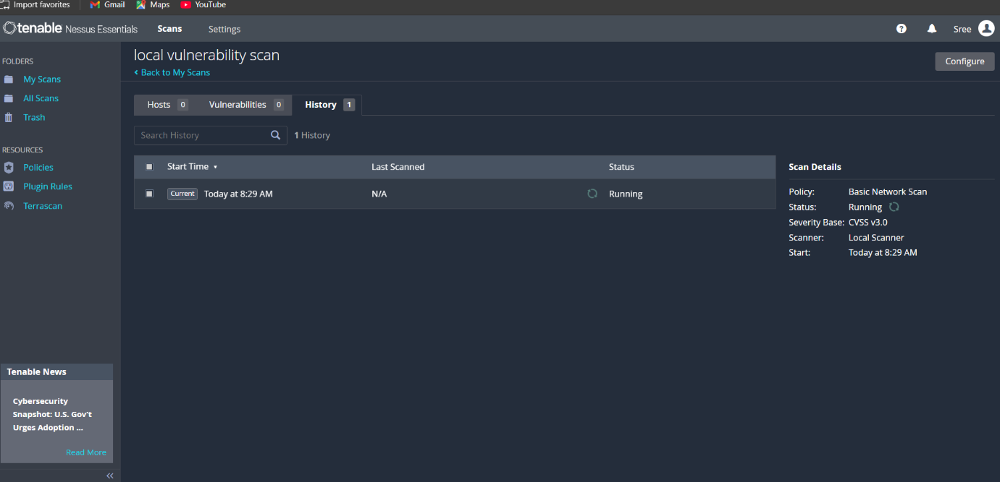 Import favorites Gmail Maps YouTube
tenable Nessus Essentials Scans Settings Sree
FOLDERS
My Scans
All Scans
Trash
RESOURCES
Policies
Plugin Rules
Terrascan
Tenable News
Cybersecurity
Snapshot: U.S. Gov't
Urges Adoption ...
Read More
local vulnerability scan
Back to My Scans
Configure
Hosts 0 Vulnerabilities 0 History 1
Search History 1 History
Start Time Last Scanned Status
Current Today at 8:29 AM N/A Running
Scan Details
Policy: Basic Network Scan
Status: Running
Severity Base: CVSS v3.0
Scanner: Local Scanner
Start: Today at 8:29 AM